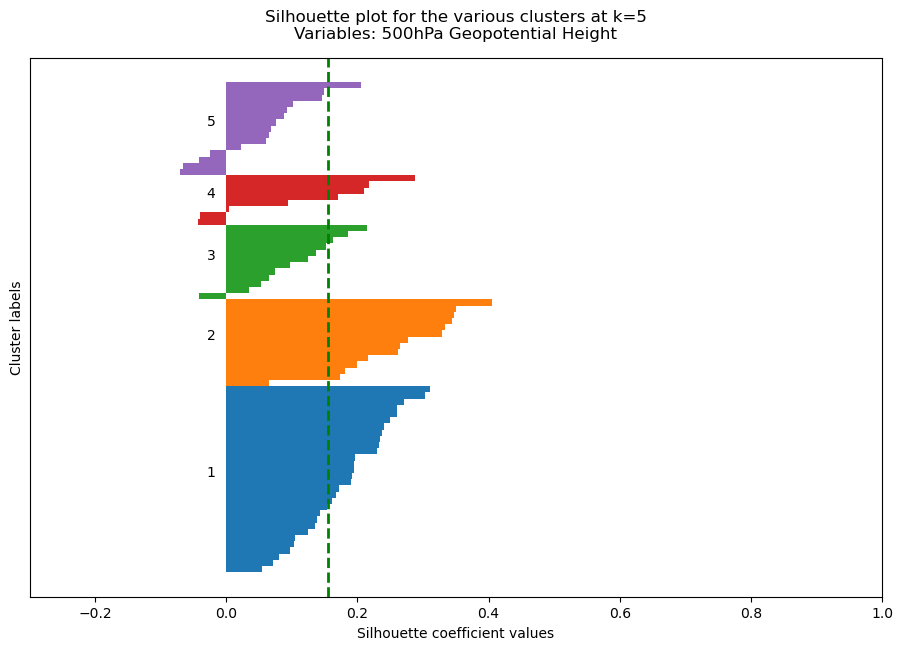 Silhouette plot for the various clusters at k=5
Variables: 500hPa Geopotential Height
5
4
3
2
1
Cluster labels
−0.2 0.0 0.2 0.4 0.6 0.8 1.0
Silhouette coefficient values